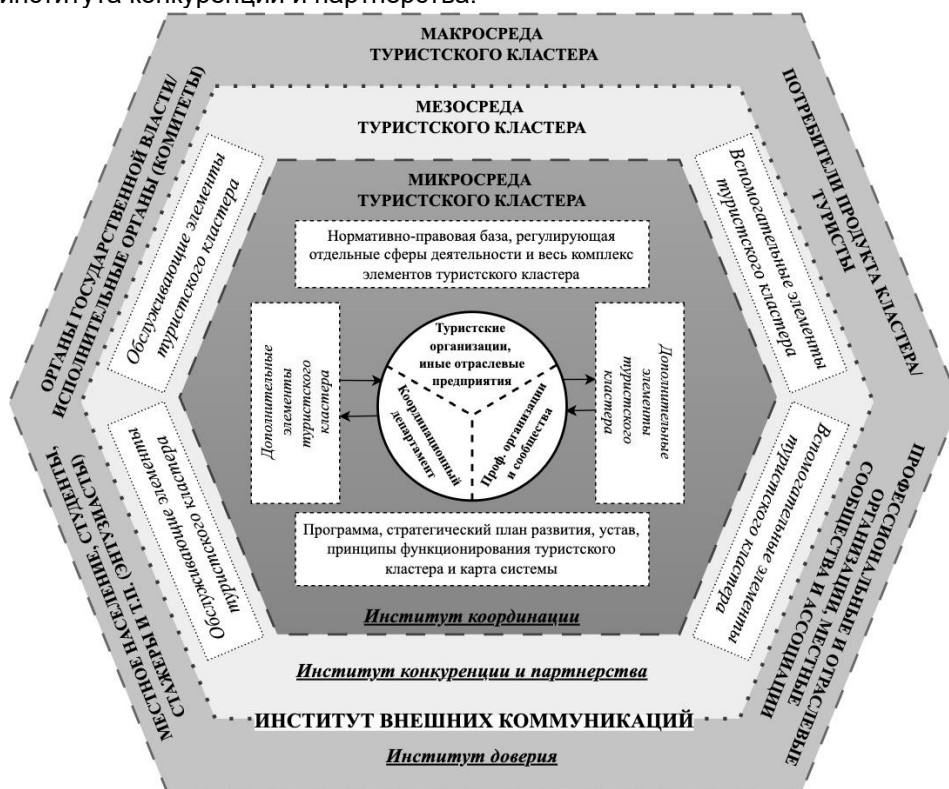 института конкуренции и партнерства.
МАКРОСРЕДА
ТУРИСТСКОГО КЛАСТЕРА
ОРГАНЫ ГОСУДАРСТВЕННОЙ ВЛАСТИ/
ИСПОЛНИТЕЛЬНЫЕ ОРГАНЫ (КОМИТЕТЫ)
ПОТРЕБИТЕЛИ ПРОДУКТА КЛАСТЕРА/
ТУРИСТЫ
МЕЗОСРЕДА
ТУРИСТСКОГО КЛАСТЕРА
Обслуживающие элементы
туристского кластера
Вспомогательные элементы
туристского кластера
МИКРОСРЕДА
ТУРИСТСКОГО КЛАСТЕРА
Нормативно-правовая база, регулирующая
отдельные сферы деятельности и весь комплекс
элементов туристского кластера
Дополнительные
элементы
туристского
кластера
Туристские
организации,
иные отраслевые
предприятия
Координационный
департамент
Проф. организации
и сообщества
Дополнительные
элементы
туристского
кластера
Программа, стратегический план развития, устав,
принципы функционирования туристского
кластера и карта системы
Институт координации
Обслуживающие элементы
туристского кластера
Вспомогательные элементы
туристского кластера
Институт конкуренции и партнерства
МЕСТНОЕ НАСЕЛЕНИЕ, СТУДЕНТЫ,
СТАЖЕРЫ И Т.П. (ЭНТУЗИАСТЫ)
ПРОФЕССИОНАЛЬНЫЕ И ОТРАСЛЕВЫЕ
ОРГАНИЗАЦИИ, МЕСТНЫЕ
СООБЩЕСТВА И АССОЦИАЦИИ
ИНСТИТУТ ВНЕШНИХ КОММУНИКАЦИЙ
Институт доверия